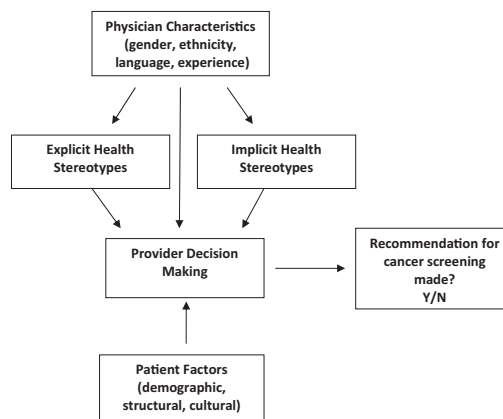 Physician Characteristics
(gender, ethnicity,
language, experience)
Explicit Health
Stereotypes
Implicit Health
Stereotypes
Provider Decision
Making
Recommendation for
cancer screening
made?
Y/N
Patient Factors
(demographic,
structural, cultural)